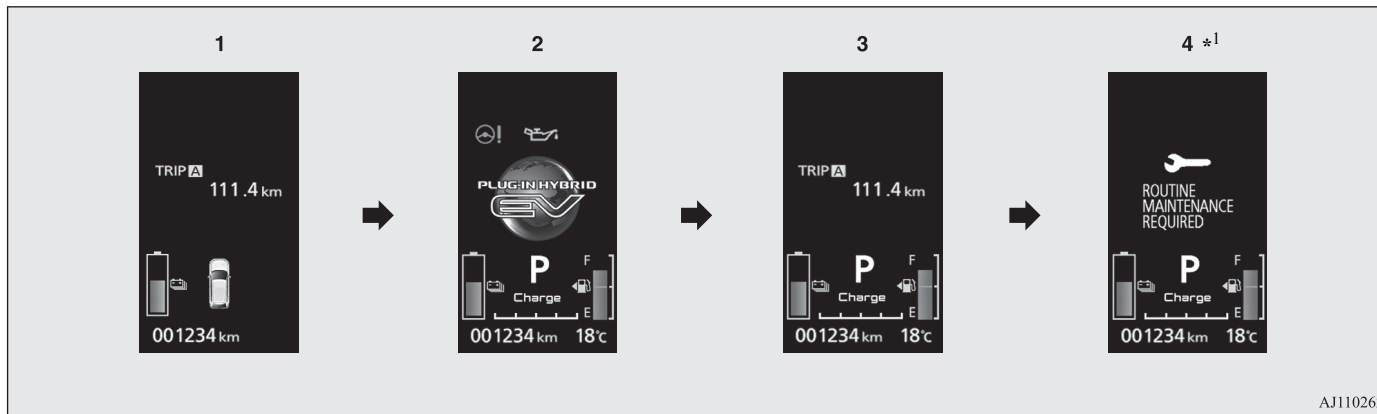 1
2
3
4 *1
TRIP A
111.4 km
001234 km
PLUG-IN HYBRID
EV
P
F
Charge
E
001234 km 18°C
TRIP A
111.4 km
P
F
Charge
E
001234 km 18°C
ROUTINE
MAINTENANCE
REQUIRED
P
F
Charge
E
001234 km 18°C
AJ11026